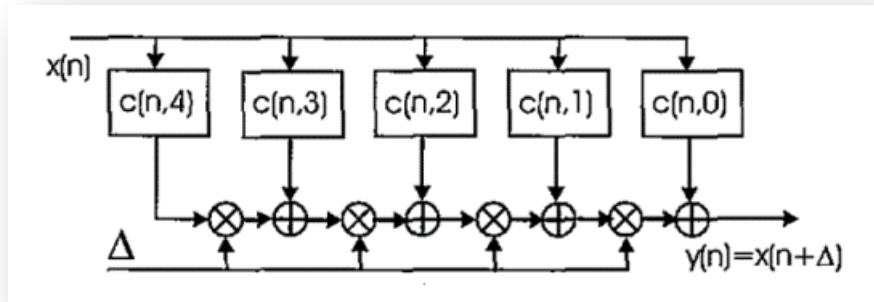 x(n)
c(n,4) c(n,3) c(n,2) c(n,1) c(n,0)
Δ
y(n)=x(n+Δ)